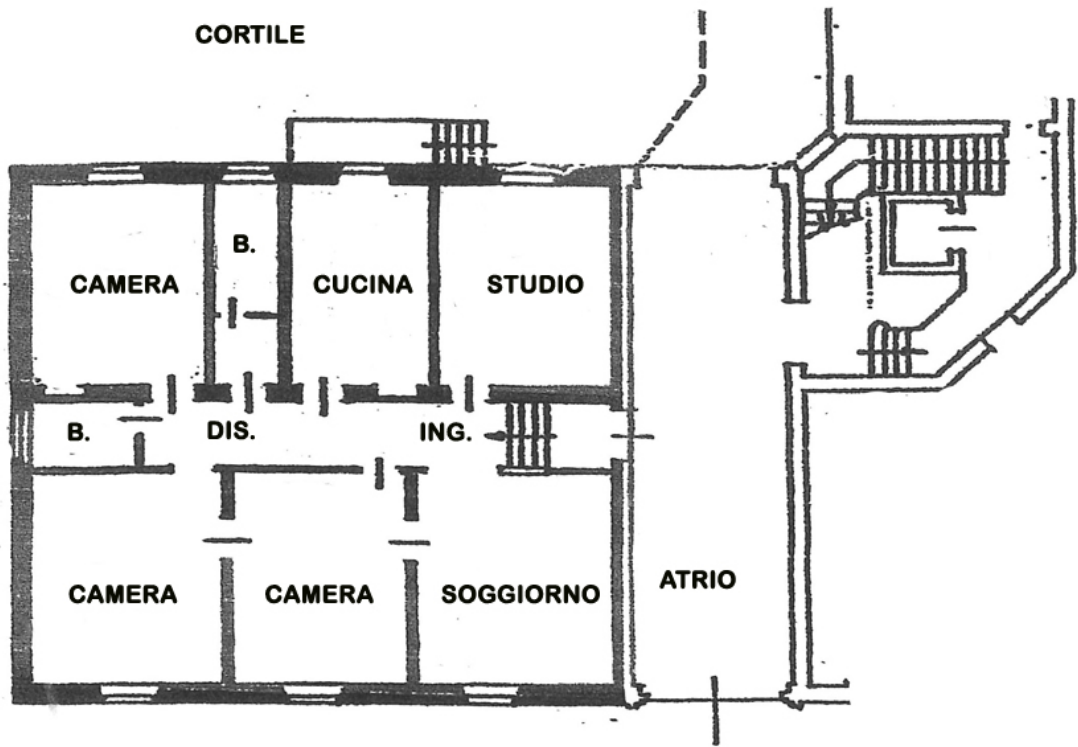 CORTILE
B.
CAMERA
CUCINA
STUDIO
B.
DIS.
ING.
CAMERA
CAMERA
SOGGIORNO
ATRIO